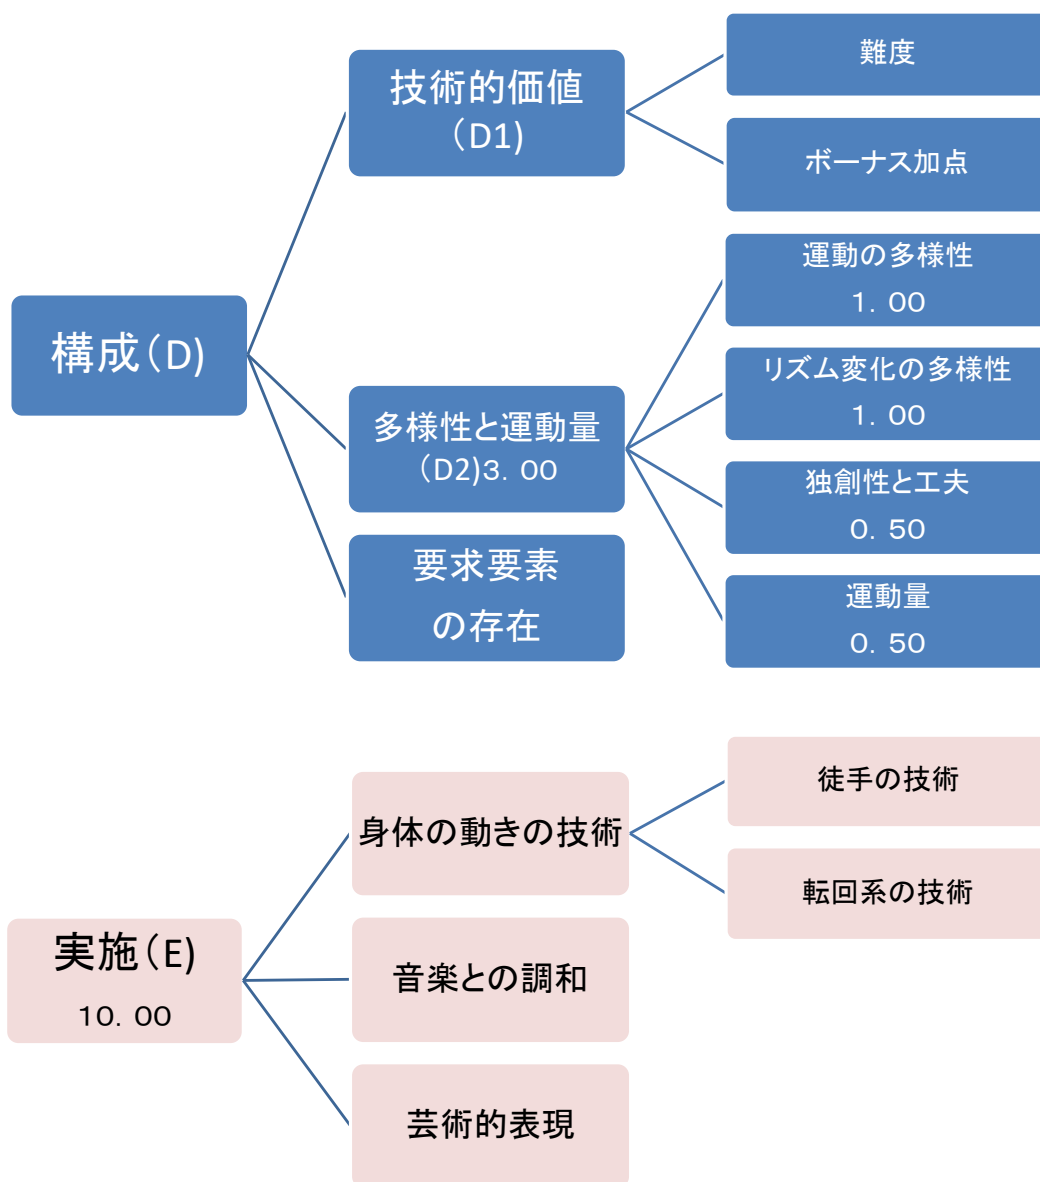 構成(D)
技術的価値
(D1)
難度
ボーナス加点
多様性と運動量
(D2)3．00
運動の多様性
1．00
リズム変化の多様性
1．00
独創性と工夫
0．50
運動量
0．50
要求要素
の存在
実施(E)
10．00
身体の動きの技術
徒手の技術
転回系の技術
音楽との調和
芸術的表現